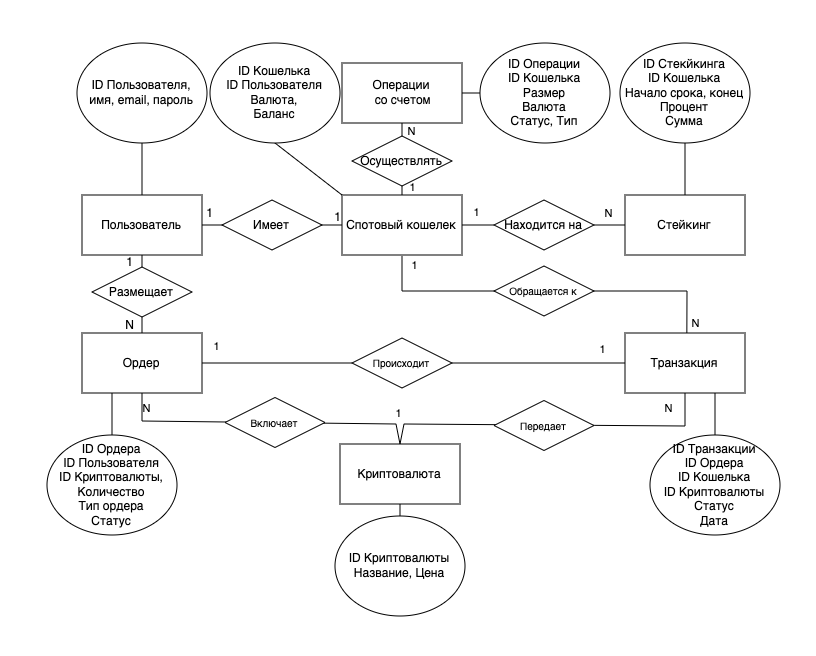 ID Пользователя,
имя, email, пароль
ID Кошелька
ID Пользователя
Валюта,
Баланс
Операции
со счетом
ID Операции
ID Кошелька
Размер
Валюта
Статус, Тип
ID Стекйкинга
ID Кошелька
Начало срока, конец
Процент
Сумма
N
Осуществлять
1
Пользователь
1
Имеет
1
Спотовый кошелек
1
Находится на
N
Стейкинг
1
Размещает
N
1
Обращается к
N
Ордер
1
Происходит
1
Транзакция
N
Включает
1
Передает
N
ID Ордера
ID Пользователя
ID Криптовалюты,
Количество
Тип ордера
Статус
Криптовалюта
ID Транзакции
ID Ордера
ID Кошелька
ID Криптовалюты
Статус
Дата
ID Криптовалюты
Название, Цена